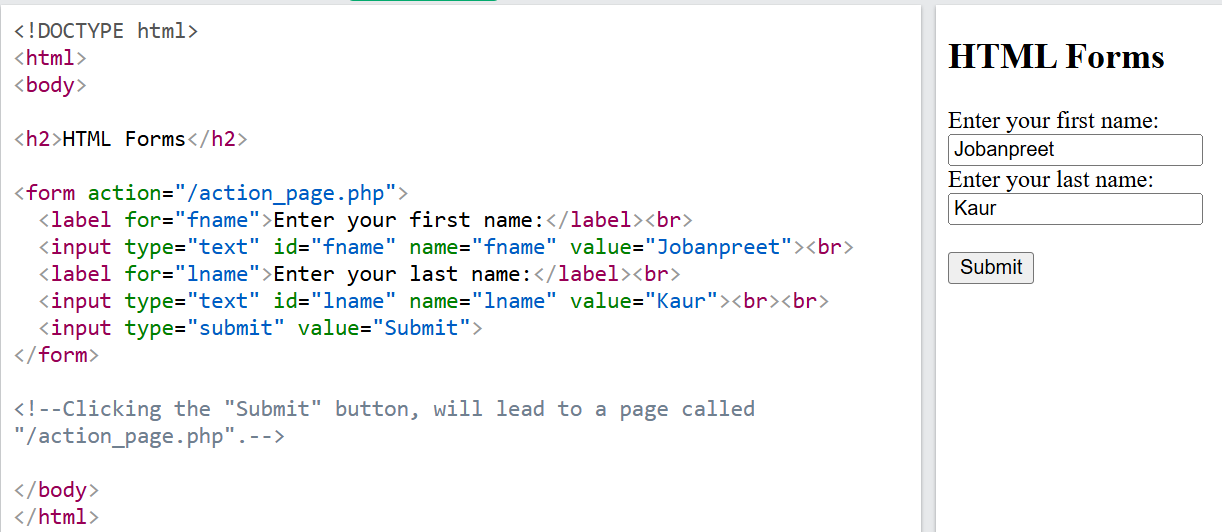 <!DOCTYPE html>
<html>
<body>
<h2>HTML Forms</h2>
<form action="/action_page.php">
<label for="fname">Enter your first name:</label><br>
<input type="text" id="fname" name="fname" value="Jobanpreet"><br>
<label for="lname">Enter your last name:</label><br>
<input type="text" id="lname" name="lname" value="Kaur"><br><br>
<input type="submit" value="Submit">
</form>
<!--Clicking the "Submit" button, will lead to a page called
"/action_page.php".-->
</body>
</html>
HTML Forms
Enter your first name:
Jobanpreet
Enter your last name:
Kaur
Submit